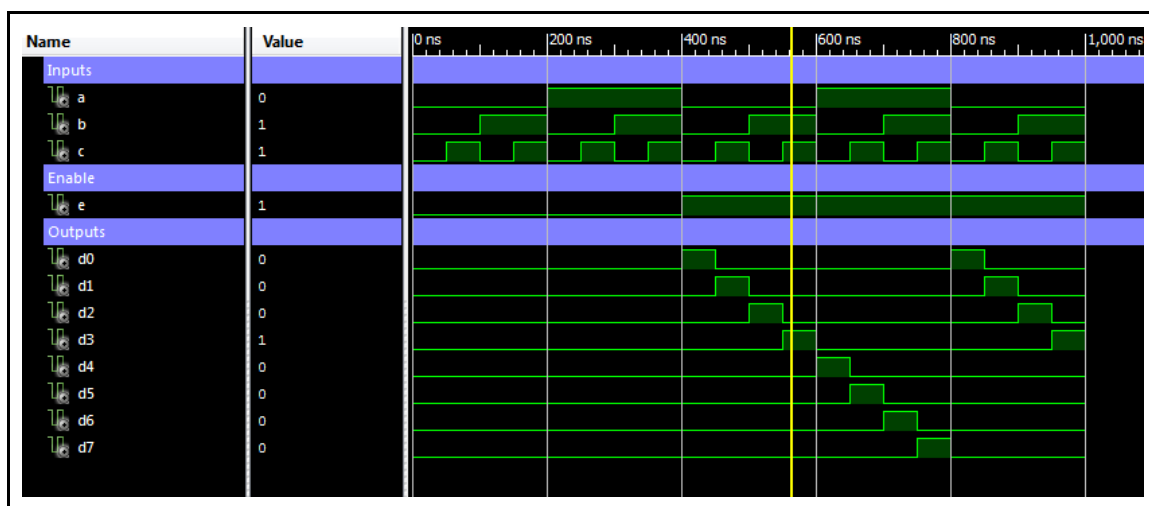 Name Value 0 ns 200 ns 400 ns 600 ns 800 ns 1,000 ns
Inputs
a 0
b 1
c 1
Enable
e 1
Outputs
d0 0
d1 0
d2 0
d3 1
d4 0
d5 0
d6 0
d7 0